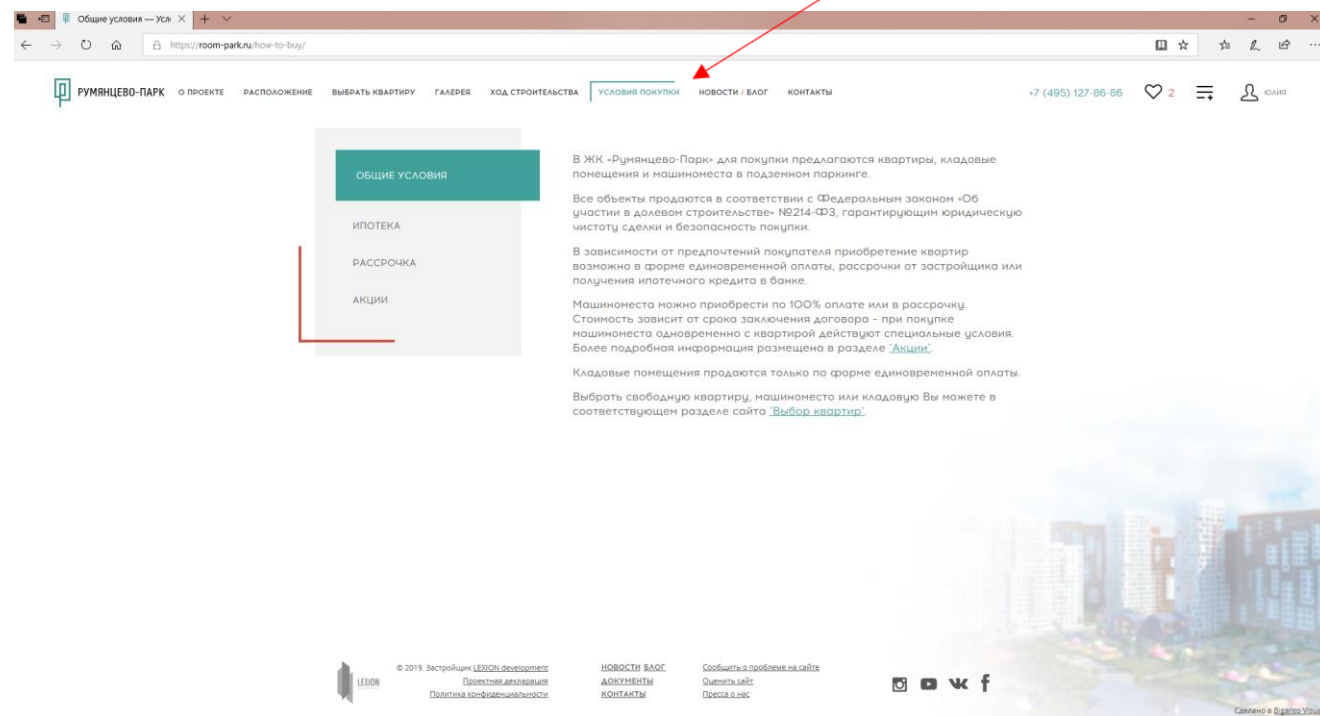 Общие условия — Усл
https://room-park.ru/how-to-buy/
РУМЯНЦЕВО-ПАРК О ПРОЕКТЕ РАСПОЛОЖЕНИЕ ВЫБРАТЬ КВАРТИРУ ГАЛЕРЕЯ ХОД СТРОИТЕЛЬСТВА УСЛОВИЯ ПОКУПКИ НОВОСТИ / БЛОГ КОНТАКТЫ +7 (495) 127-86-86 2 ЮЛИЯ
ОБЩИЕ УСЛОВИЯ
ИПОТЕКА
РАССРОЧКА
АКЦИИ
В ЖК «Румянцево-Парк» для покупки предлагаются квартиры, кладовые
помещения и машиноместа в подземном паркинге.
Все объекты продаются в соответствии с Федеральным законом «Об
участии в долевом строительстве» №214-ФЗ, гарантирующим юридическую
чистоту сделки и безопасность покупки.
В зависимости от предпочтений покупателя приобретение квартир
возможно в форме единовременной оплаты, рассрочки от застройщика или
получения ипотечного кредита в банке.
Машиноместа можно приобрести по 100% оплате или в рассрочку.
Стоимость зависит от срока заключения договора – при покупке
машиноместа одновременно с квартирой действуют специальные условия.
Более подробная информация размещена в разделе "Акции".
Кладовые помещения продаются только по форме единовременной оплаты.
Выбрать свободную квартиру, машиноместо или кладовую Вы можете в
соответствующем разделе сайта "Выбор квартир".
LEXION
© 2019. Застройщик LEXION development
Проектная декларация
Политика конфиденциальности
НОВОСТИ БЛОГ
ДОКУМЕНТЫ
КОНТАКТЫ
Сообщить о проблеме на сайте
Оценить сайт
Пресса о нас
Сделано в Biganto